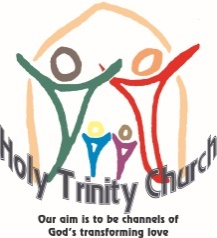 Holy Trinity Church
Our aim is to be channels of
God's transforming love